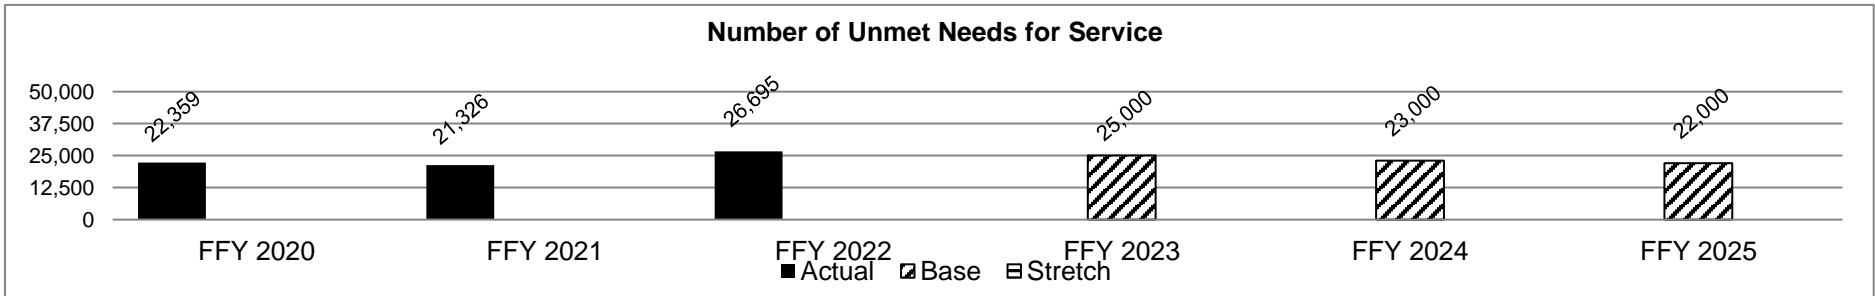 Number of Unmet Needs for Service
50,000
37,500
25,000
12,500
0
22,359
21,326
26,695
25,000
23,000
22,000
FFY 2020
FFY 2021
FFY 2022
FFY 2023
FFY 2024
FFY 2025
Actual
Base
Stretch